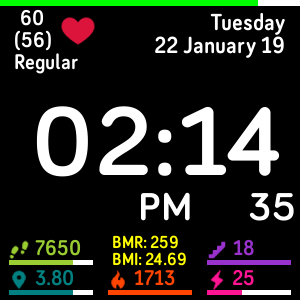 60
(56)
Regular
Tuesday
22 January 19
02:14
PM 35
7650
BMR: 259
BMI: 24.69
18
3.80
1713
25